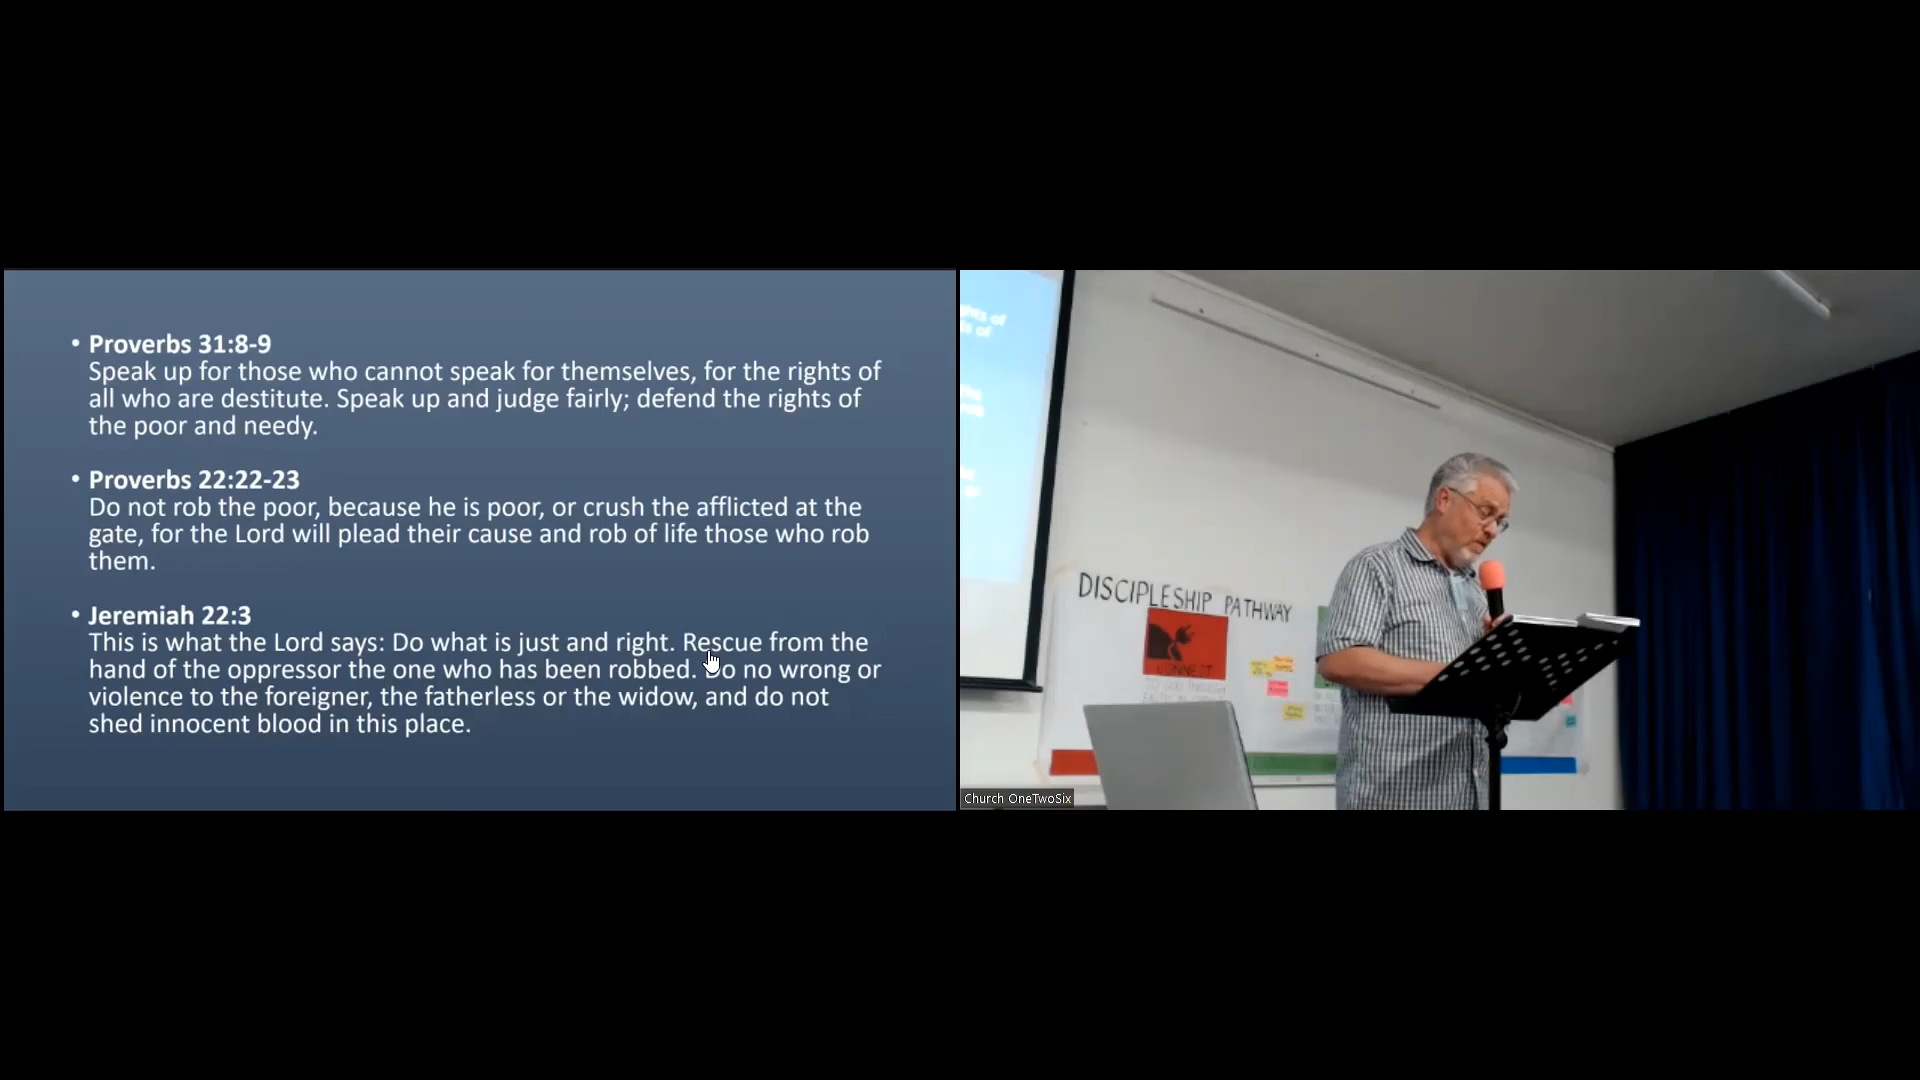 • Proverbs 31:8-9
Speak up for those who cannot speak for themselves, for the rights of
all who are destitute. Speak up and judge fairly; defend the rights of
the poor and needy.
• Proverbs 22:22-23
Do not rob the poor, because he is poor, or crush the afflicted at the
gate, for the Lord will plead their cause and rob of life those who rob
them.
• Jeremiah 22:3
This is what the Lord says: Do what is just and right. Rescue from the
hand of the oppressor the one who has been robbed. Do no wrong or
violence to the foreigner, the fatherless or the widow, and do not
shed innocent blood in this place.
DISCIPLESHIP PATHWAY
CONNECT
Church OneTwoSix